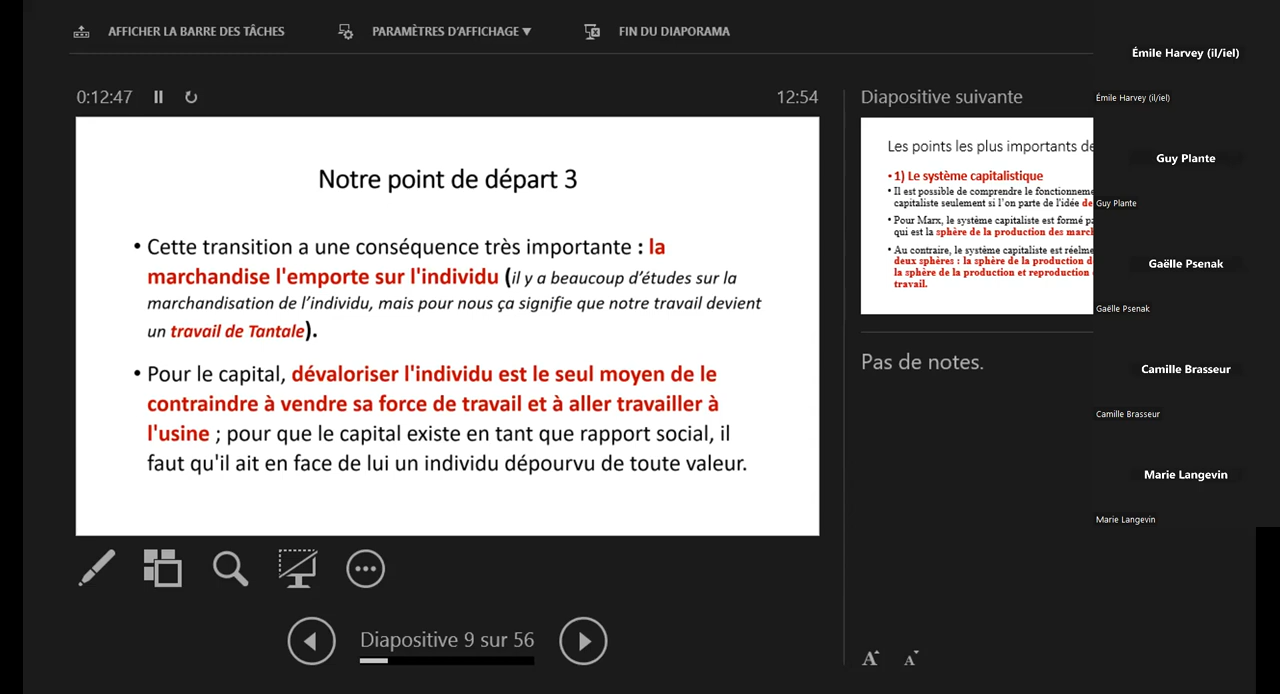 AFFICHER LA BARRE DES TÂCHES
PARAMÈTRES D'AFFICHAGE ▼
FIN DU DIAPORAMA
0:12:47
12:54
Notre point de départ 3
• Cette transition a une conséquence très importante : la
marchandise l'emporte sur l'individu (il y a beaucoup d'études sur la
marchandisation de l'individu, mais pour nous ça signifie que notre travail devient
un travail de Tantale).
• Pour le capital, dévaloriser l'individu est le seul moyen de le
contraindre à vendre sa force de travail et à aller travailler à
l'usine ; pour que le capital existe en tant que rapport social, il
faut qu'il ait en face de lui un individu dépourvu de toute valeur.
Diapositive 9 sur 56
Diapositive suivante
Les points les plus importants de
• 1) Le système capitalistique
• Il est possible de comprendre le fonctionneme
capitaliste seulement si l'on parte de l'idée de
• Pour Marx, le système capitaliste est formé pa
qui est la sphère de la production des march
• Au contraire, le système capitaliste est réelme
deux sphères : la sphère de la production d
la sphère de la production et reproduction
travail.
Pas de notes.
A A
Émile Harvey (il/iel)
Émile Harvey (il/iel)
Guy Plante
Guy Plante
Gaëlle Psenak
Gaëlle Psenak
Camille Brasseur
Camille Brasseur
Marie Langevin
Marie Langevin